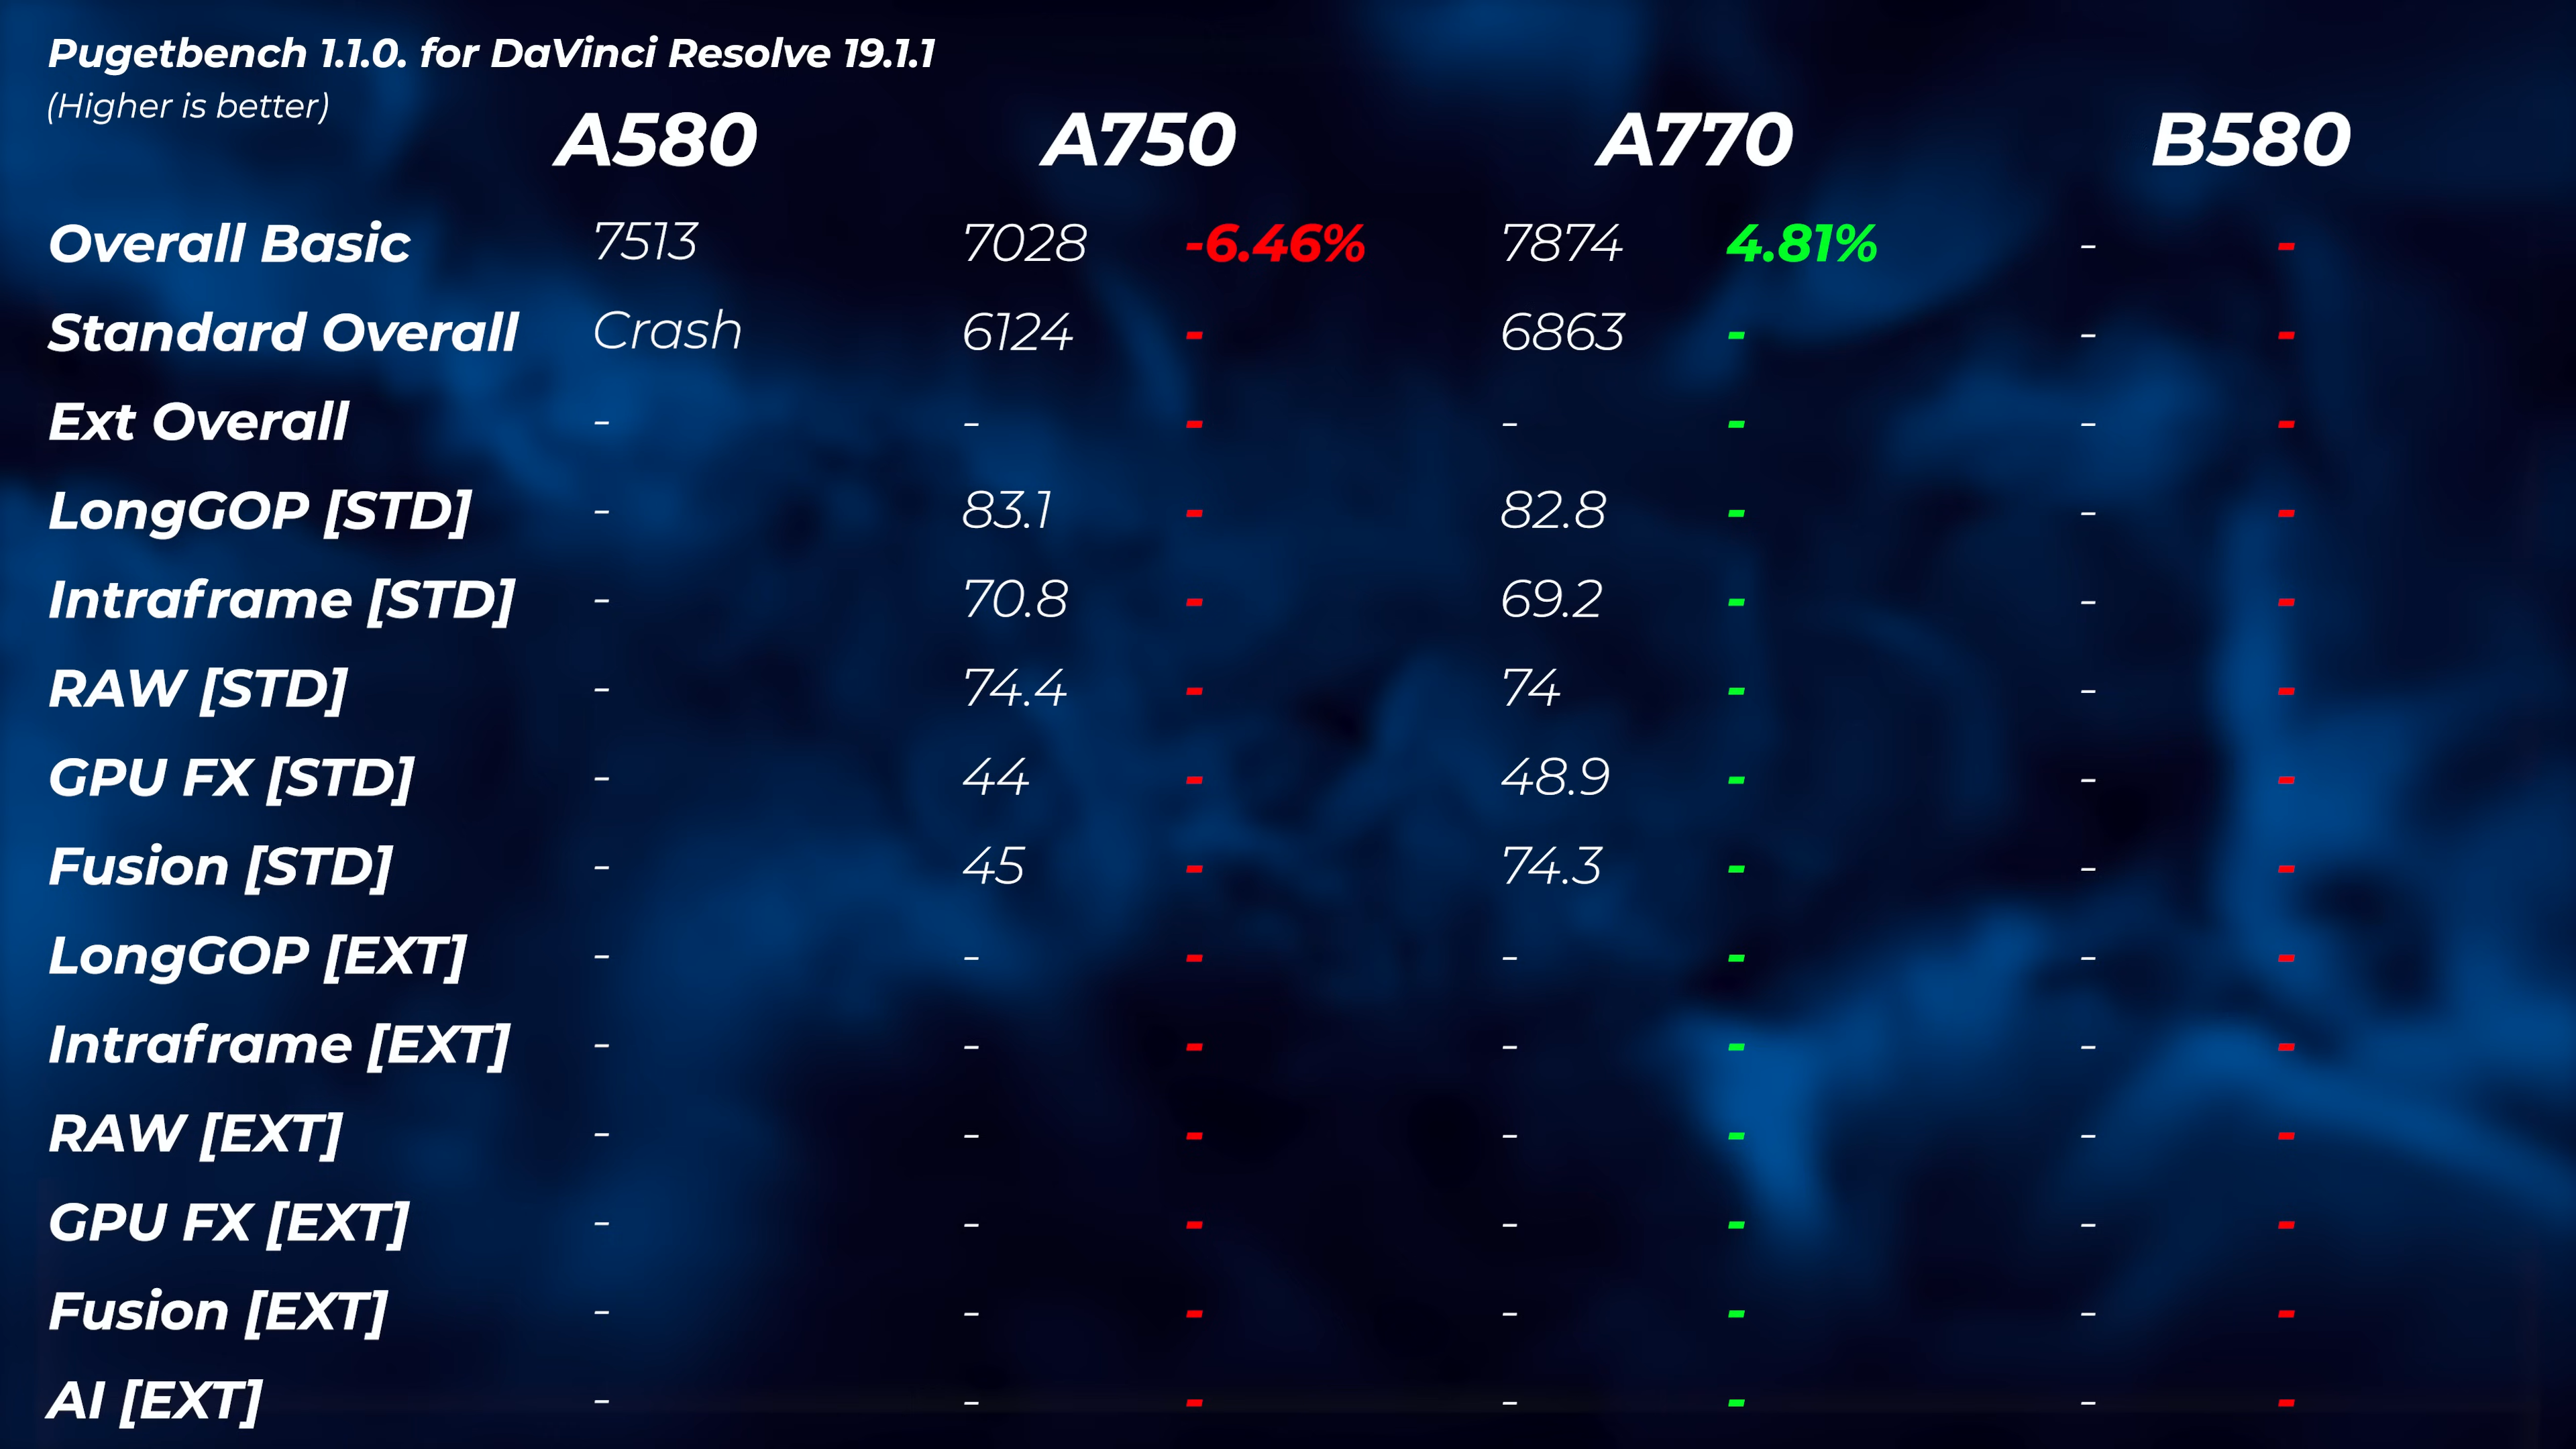 Pugetbench 1.1.0. for DaVinci Resolve 19.1.1
(Higher is better)
A580 A750 A770 B580
Overall Basic 7513 7028 -6.46% 7874 4.81% - -
Standard Overall Crash 6124 - 6863 - - -
Ext Overall - - - - - - -
LongGOP [STD] - 83.1 - 82.8 - - -
Intraframe [STD] - 70.8 - 69.2 - - -
RAW [STD] - 74.4 - 74 - - -
GPU FX [STD] - 44 - 48.9 - - -
Fusion [STD] - 45 - 74.3 - - -
LongGOP [EXT] - - - - - - -
Intraframe [EXT] - - - - - - -
RAW [EXT] - - - - - - -
GPU FX [EXT] - - - - - - -
Fusion [EXT] - - - - - - -
AI [EXT] - - - - - - -